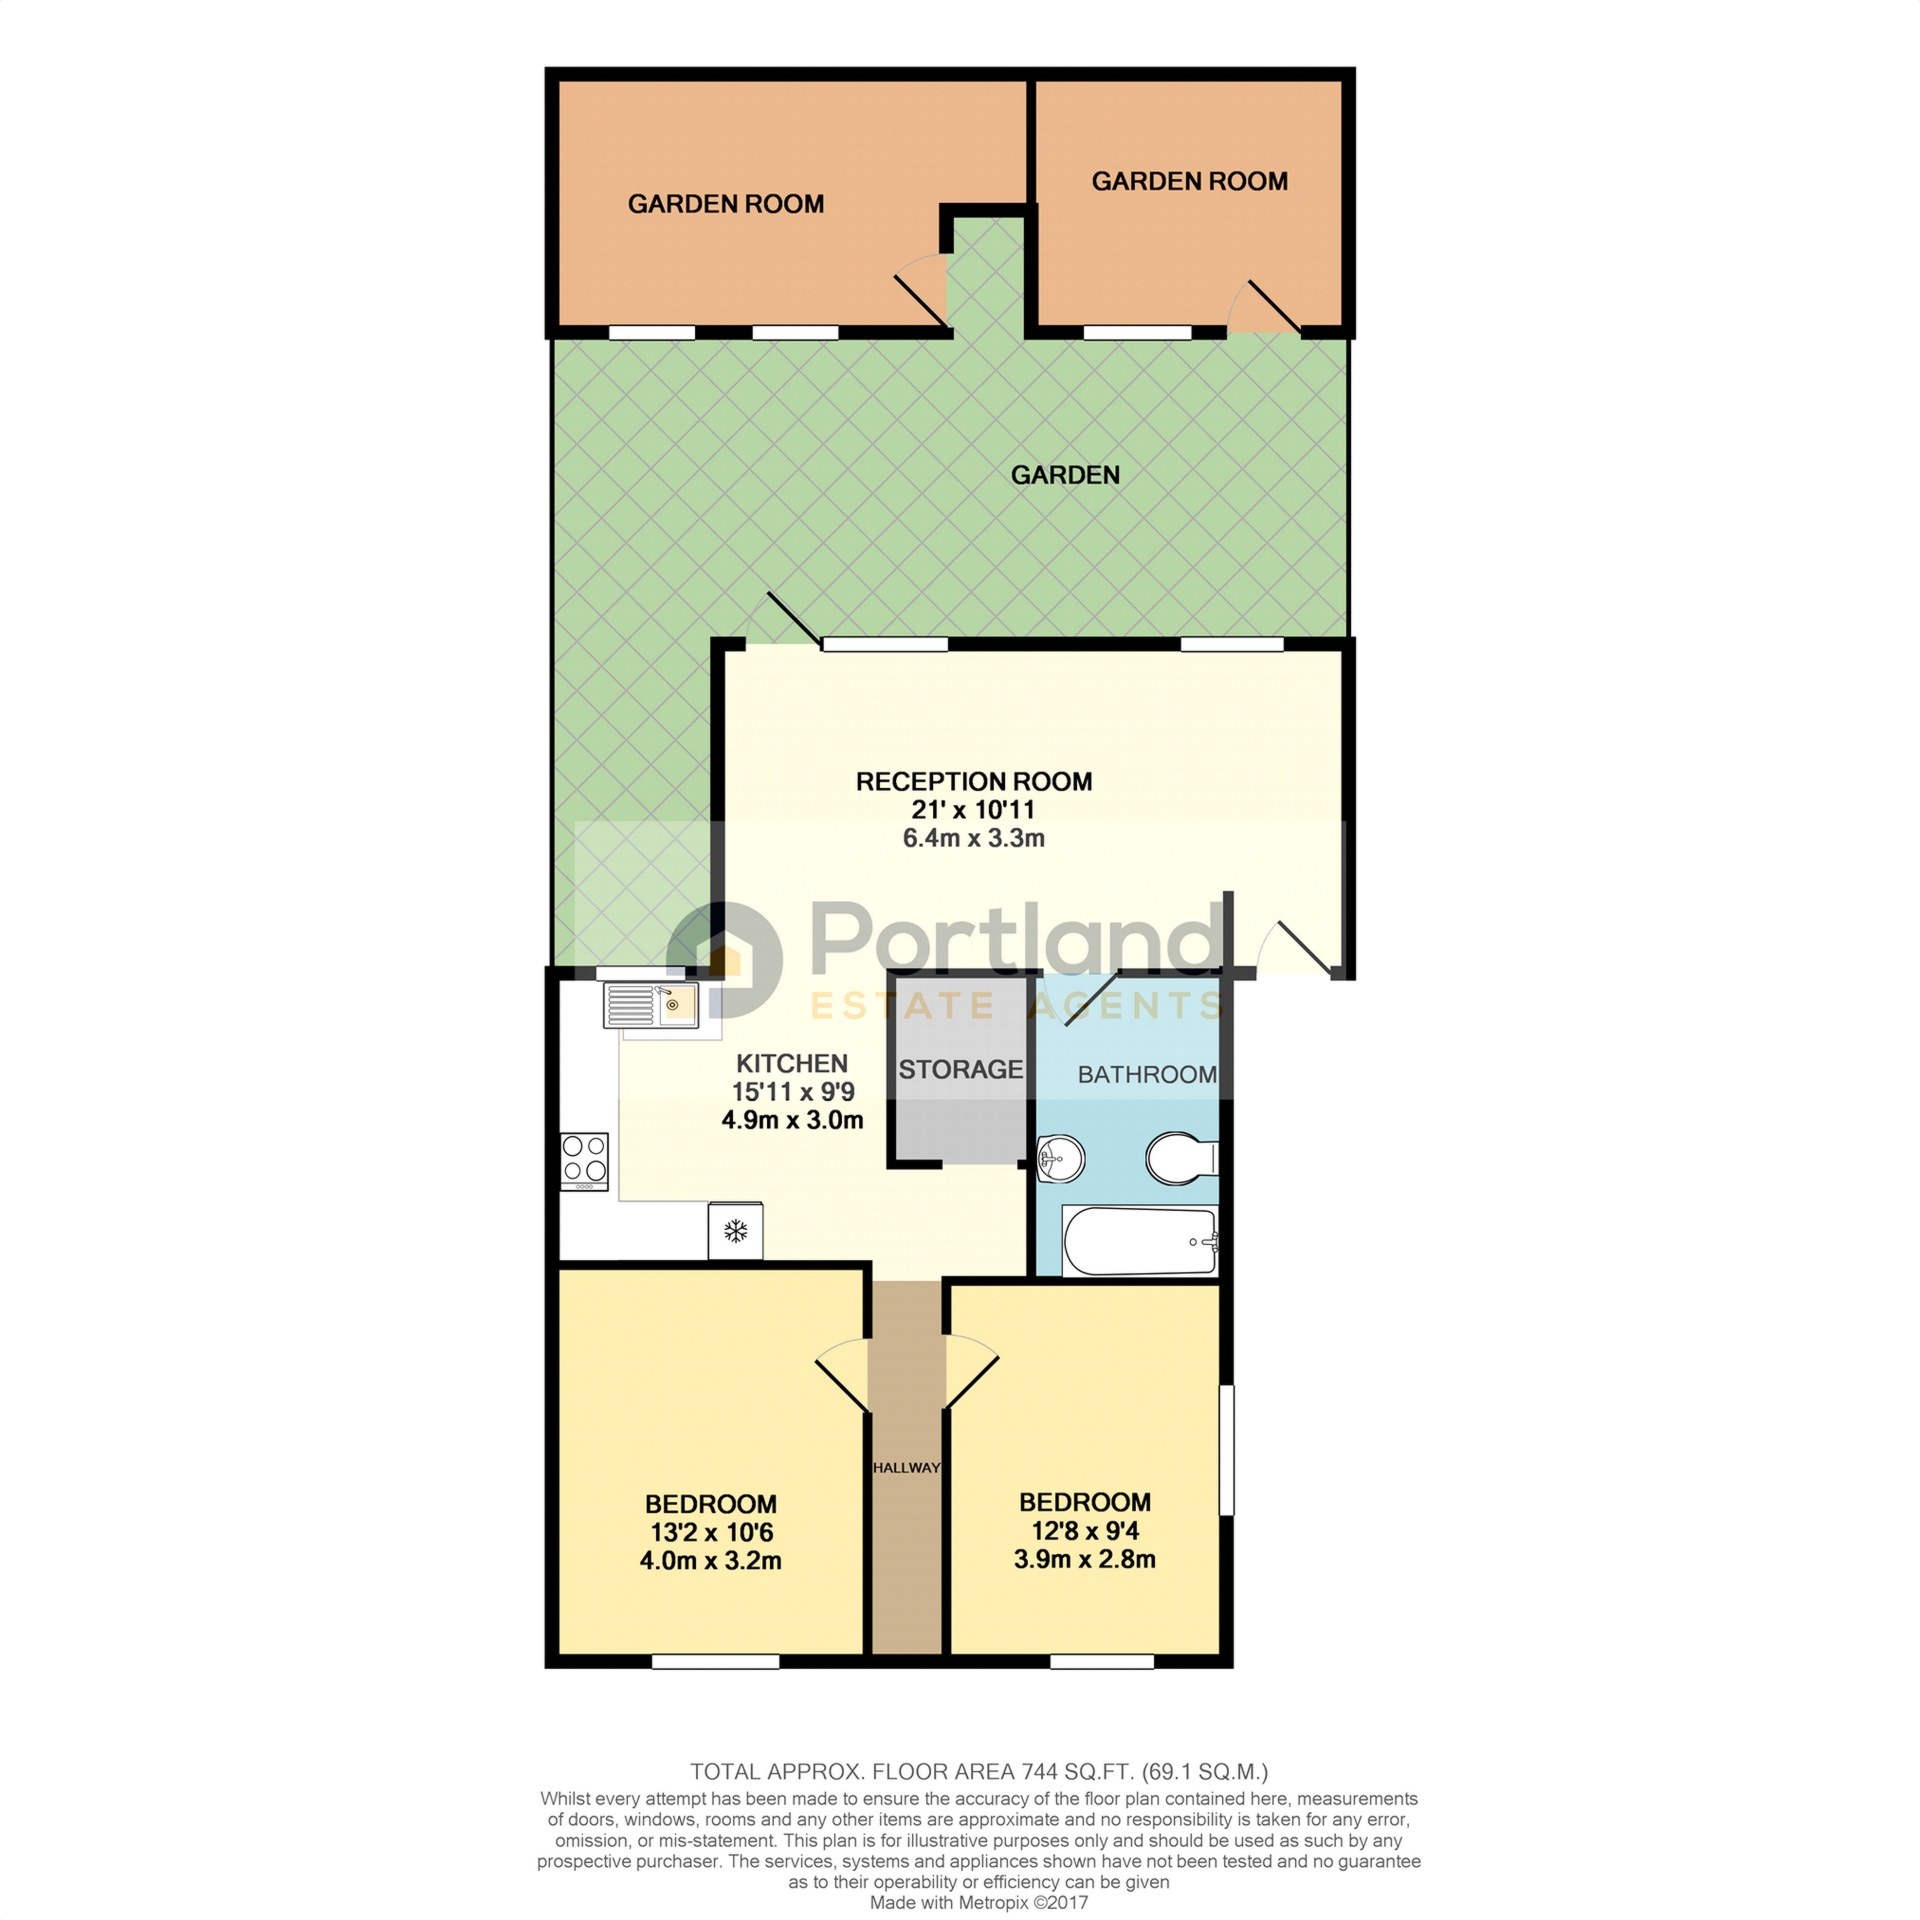 GARDEN ROOM
GARDEN ROOM
GARDEN
RECEPTION ROOM
21' x 10'11
6.4m x 3.3m
Portland
ESTATE AGENTS
KITCHEN
15'11 x 9'9
4.9m x 3.0m
STORAGE
BATHROOM
HALLWAY
BEDROOM
13'2 x 10'6
4.0m x 3.2m
BEDROOM
12'8 x 9'4
3.9m x 2.8m
TOTAL APPROX. FLOOR AREA 744 SQ.FT. (69.1 SQ.M.)
Whilst every attempt has been made to ensure the accuracy of the floor plan contained here, measurements
of doors, windows, rooms and any other items are approximate and no responsibility is taken for any error,
omission, or mis-statement. This plan is for illustrative purposes only and should be used as such by any
prospective purchaser. The services, systems and appliances shown have not been tested and no guarantee
as to their operability or efficiency can be given
Made with Metropix ©2017